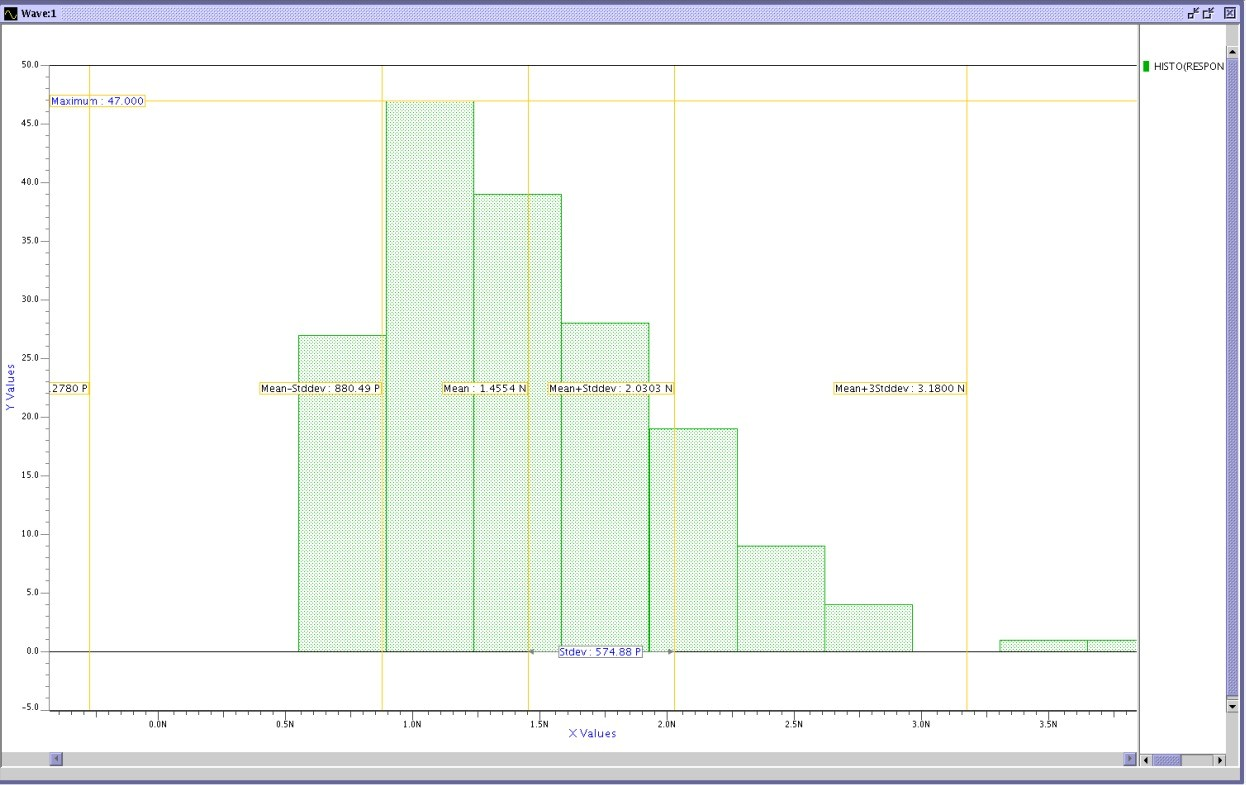 Wave:1
HISTO(RESPON
50.0
Maximum : 47.000
45.0
40.0
35.0
30.0
25.0
2780 P
Mean-Stddev : 880.49 P
Mean : 1.4554 N
Mean+Stddev : 2.0303 N
Mean+3Stddev : 3.1800 N
Y Values
20.0
15.0
10.0
5.0
0.0
Stdev : 574.88 P
-5.0
0.0N 0.5N 1.0N 1.5N 2.0N 2.5N 3.0N 3.5N
X Values